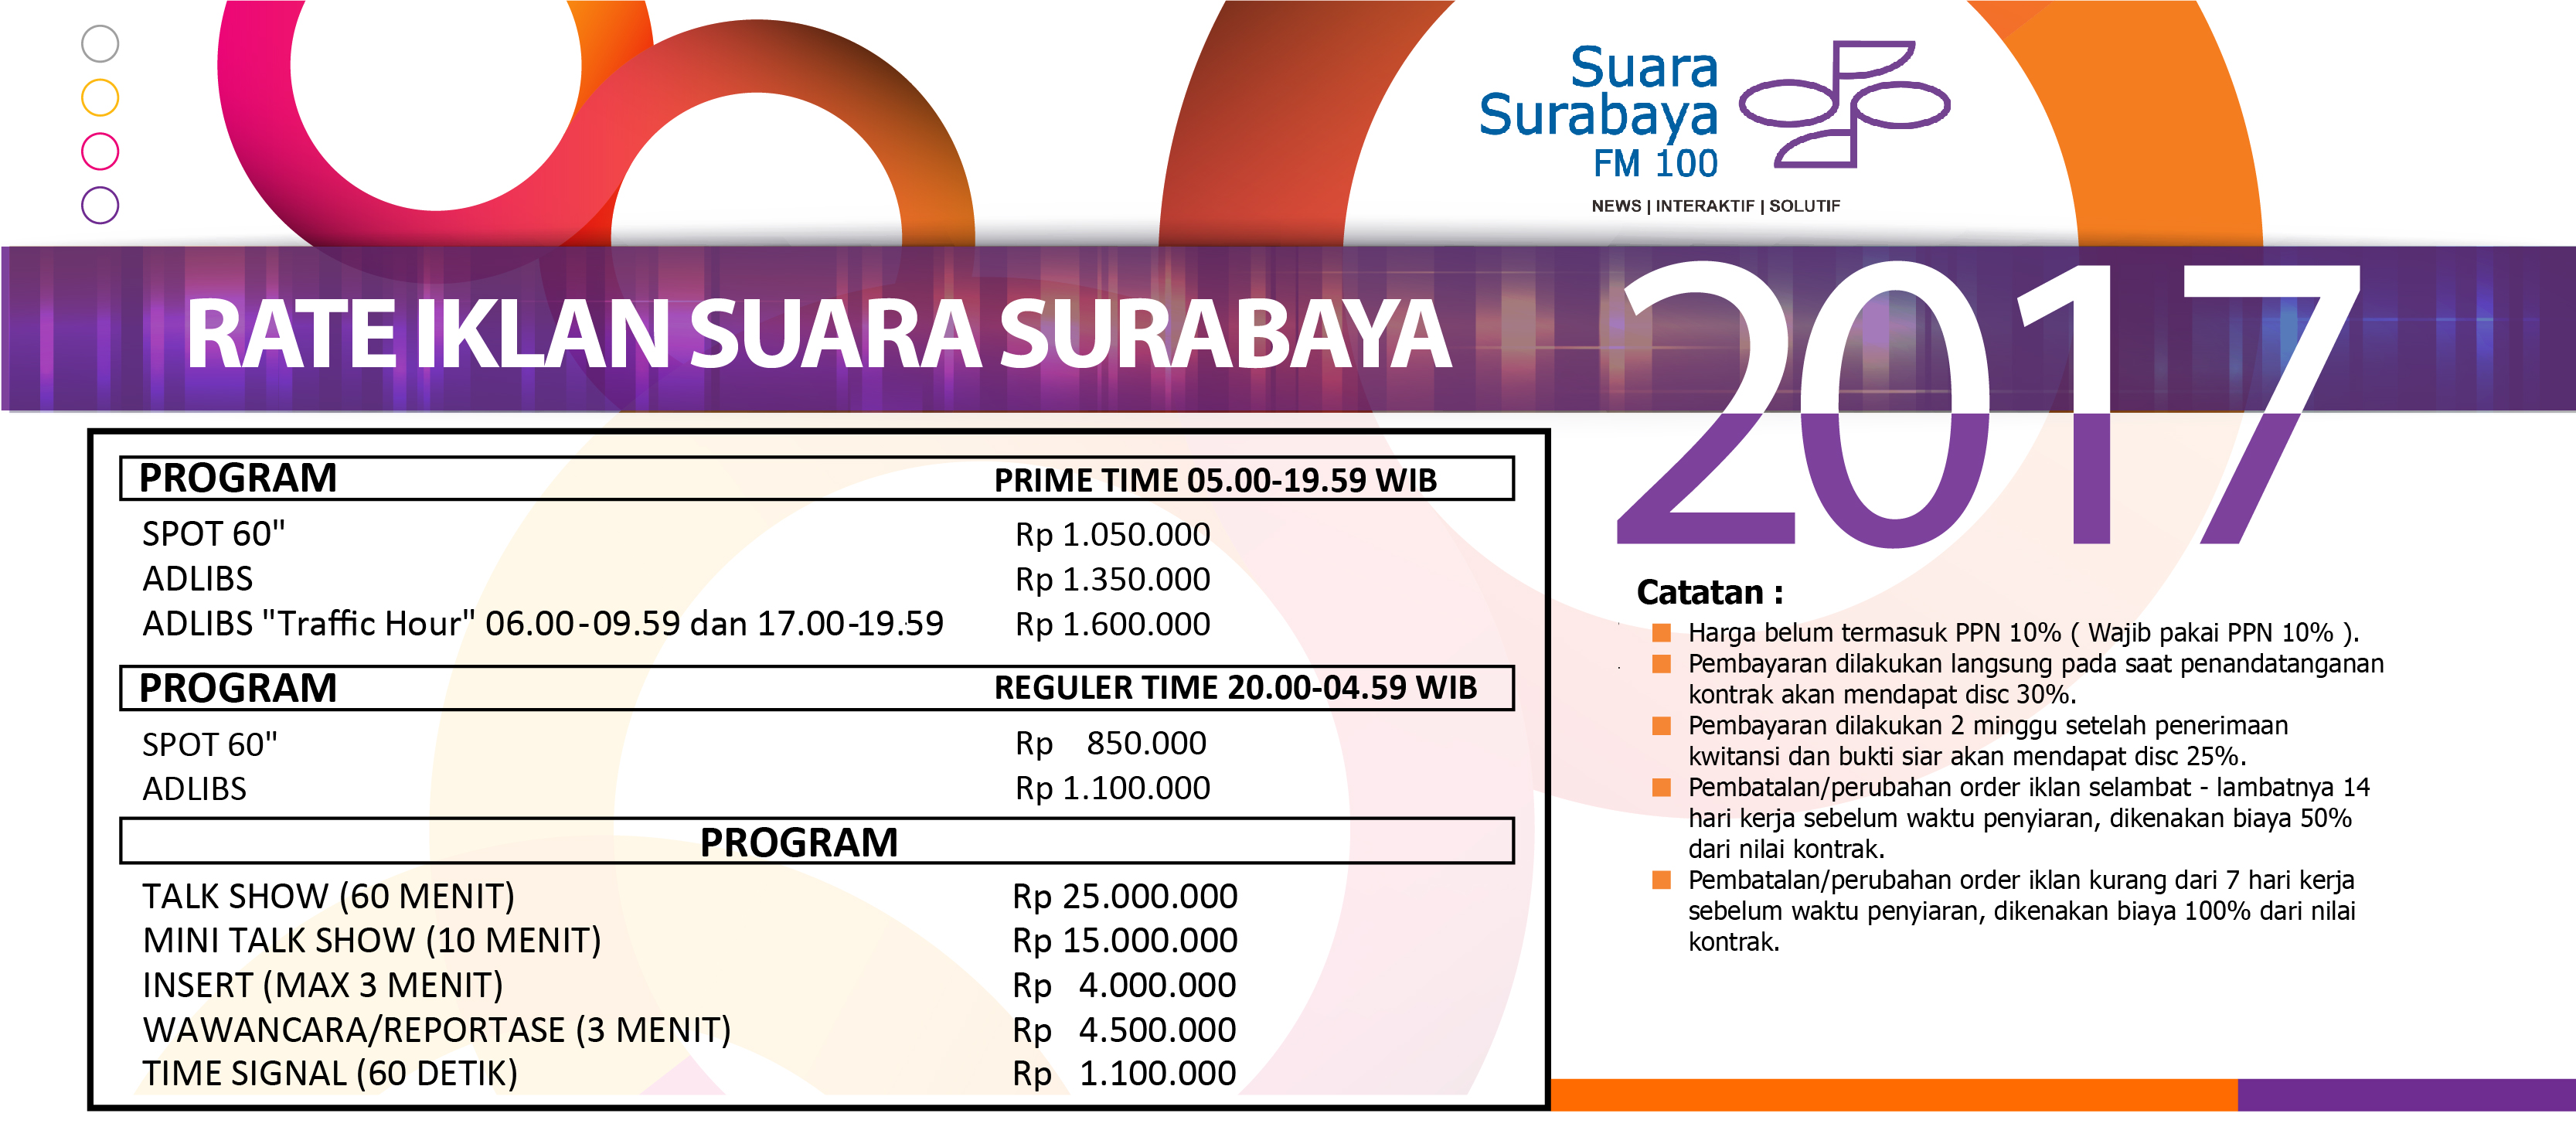 Suara
Surabaya
FM 100
NEWS | INTERAKTIF | SOLUTIF
RATE IKLAN SUARA SURABAYA
2017
PROGRAM PRIME TIME 05.00-19.59 WIB
SPOT 60" Rp 1.050.000
ADLIBS Rp 1.350.000
ADLIBS "Traffic Hour" 06.00-09.59 dan 17.00-19.59 Rp 1.600.000
PROGRAM REGULER TIME 20.00-04.59 WIB
SPOT 60" Rp 850.000
ADLIBS Rp 1.100.000
PROGRAM
TALK SHOW (60 MENIT) Rp 25.000.000
MINI TALK SHOW (10 MENIT) Rp 15.000.000
INSERT (MAX 3 MENIT) Rp 4.000.000
WAWANCARA/REPORTASE (3 MENIT) Rp 4.500.000
TIME SIGNAL (60 DETIK) Rp 1.100.000
Catatan :
Harga belum termasuk PPN 10% ( Wajib pakai PPN 10% ).
Pembayaran dilakukan langsung pada saat penandatanganan
kontrak akan mendapat disc 30%.
Pembayaran dilakukan 2 minggu setelah penerimaan
kwitansi dan bukti siar akan mendapat disc 25%.
Pembatalan/perubahan order iklan selambat - lambatnya 14
hari kerja sebelum waktu penyiaran, dikenakan biaya 50%
dari nilai kontrak.
Pembatalan/perubahan order iklan kurang dari 7 hari kerja
sebelum waktu penyiaran, dikenakan biaya 100% dari nilai
kontrak.